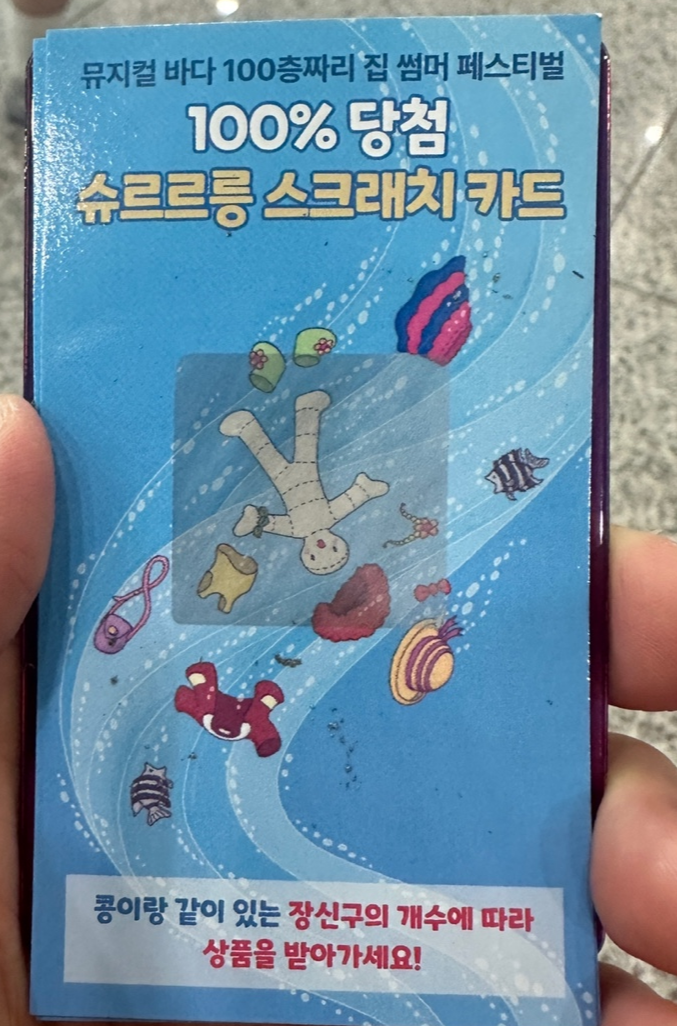 뮤지컬 바다 100층짜리 집 썸머 페스티벌
100% 당첨
슈르르릉 스크래치 카드
콩이랑 같이 있는 장신구의 개수에 따라
상품을 받아가세요!